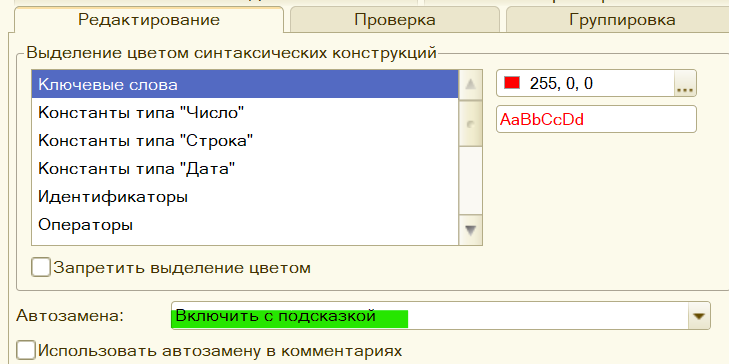 Редактирование
Проверка
Группировка
Выделение цветом синтаксических конструкций
Ключевые слова
255, 0, 0
...
Константы типа "Число"
AaBbCcDd
Константы типа "Строка"
Константы типа "Дата"
Идентификаторы
Операторы
Запретить выделение цветом
Автозамена:
Включить с подсказкой
Использовать автозамену в комментариях